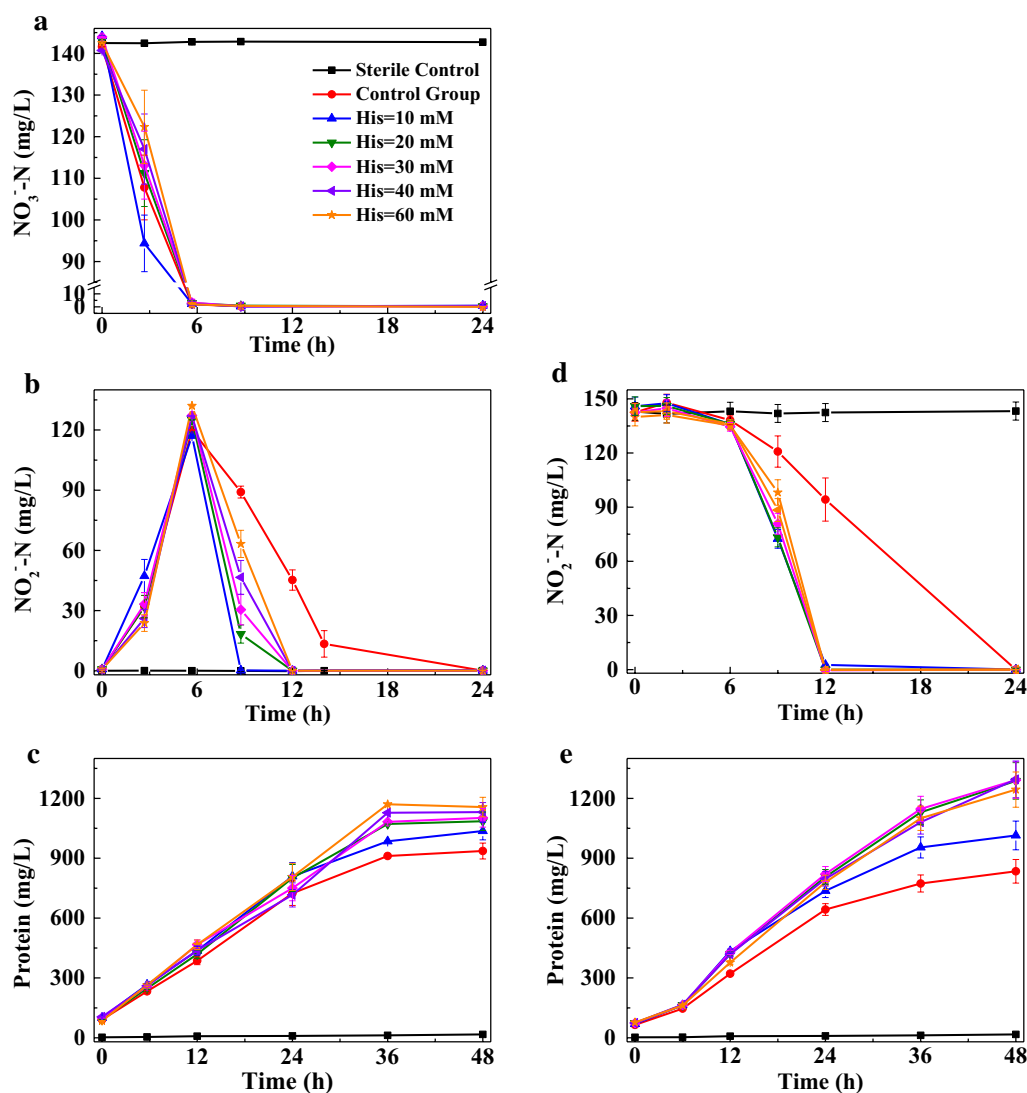 a
NO₃⁻-N (mg/L)
140
130
120
110
100
90
10
0
Sterile Control
Control Group
His=10 mM
His=20 mM
His=30 mM
His=40 mM
His=60 mM
0 6 12 18 24
Time (h)
b
NO₂⁻-N (mg/L)
120
90
60
30
0
0 6 12 18 24
Time (h)
d
NO₂⁻-N (mg/L)
150
120
90
60
30
0
0 6 12 18 24
Time (h)
c
Protein (mg/L)
1200
900
600
300
0
0 12 24 36 48
Time (h)
e
Protein (mg/L)
1200
900
600
300
0
0 12 24 36 48
Time (h)